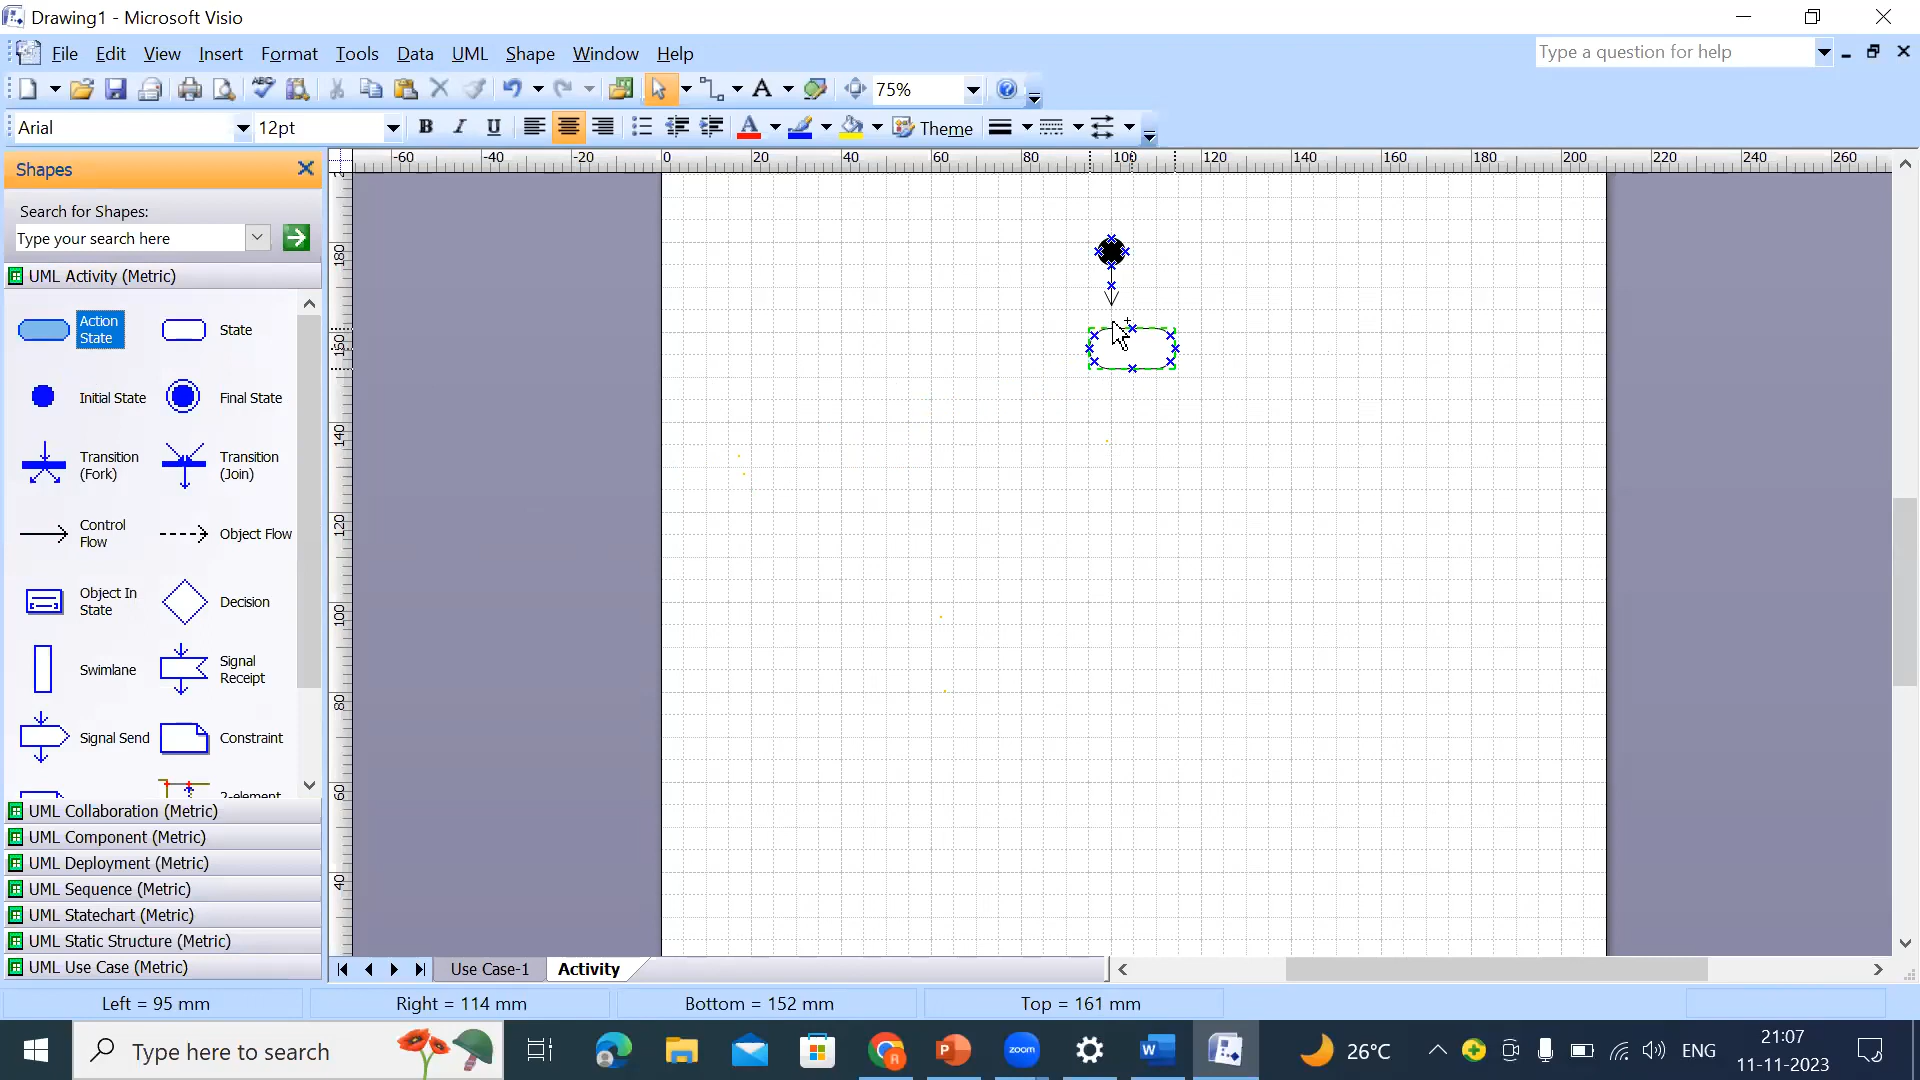 Drawing1 - Microsoft Visio
File Edit View Insert Format Tools Data UML Shape Window Help
Type a question for help
75%
Arial 12pt B I U A Theme
Shapes
Search for Shapes:
Type your search here
UML Activity (Metric)
Action State
State
Initial State
Final State
Transition (Fork)
Transition (Join)
Control Flow
Object Flow
Object In State
Decision
Swimlane
Signal Receipt
Signal Send
Constraint
2-element
UML Collaboration (Metric)
UML Component (Metric)
UML Deployment (Metric)
UML Sequence (Metric)
UML Statechart (Metric)
UML Static Structure (Metric)
UML Use Case (Metric)
-60 -40 -20 0 20 40 60 80 100 120 140 160 180 200 220 240 260
180
160
140
120
100
80
60
40
Use Case-1 Activity
Left = 95 mm Right = 114 mm Bottom = 152 mm Top = 161 mm
Type here to search
zoom
26°C
ENG
21:07
11-11-2023